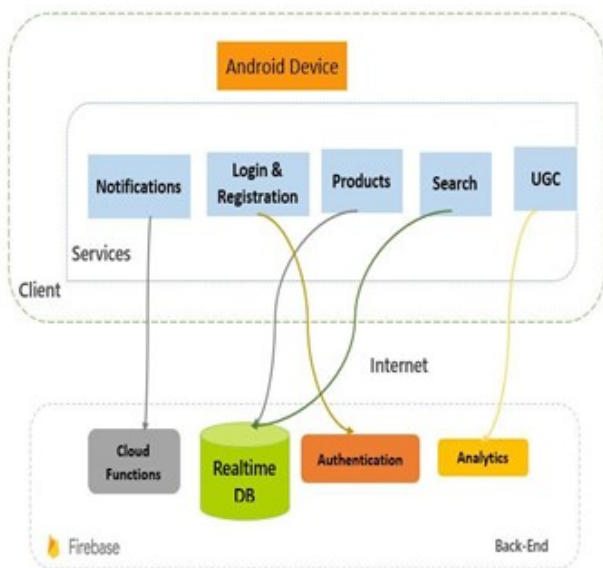 Android Device
Notifications
Login &
Registration
Products
Search
UGC
Services
Client
Internet
Cloud
Functions
Realtime
DB
Authentication
Analytics
Firebase
Back-End